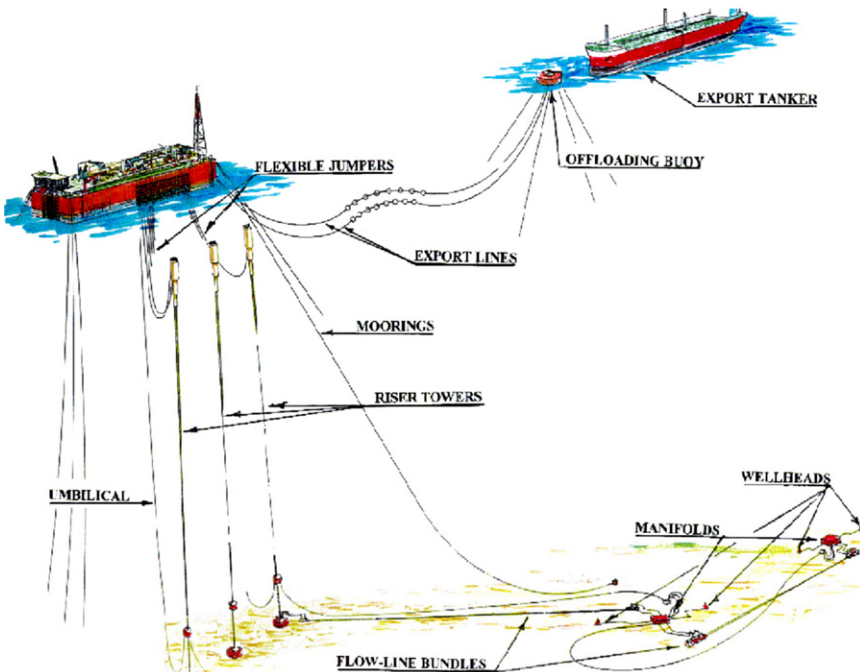 EXPORT TANKER
FLEXIBLE JUMPERS
OFFLOADING BUOY
EXPORT LINES
MOORINGS
RISER TOWERS
WELLHEADS
UMBILICAL
MANIFOLDS
FLOW-LINE BUNDLES